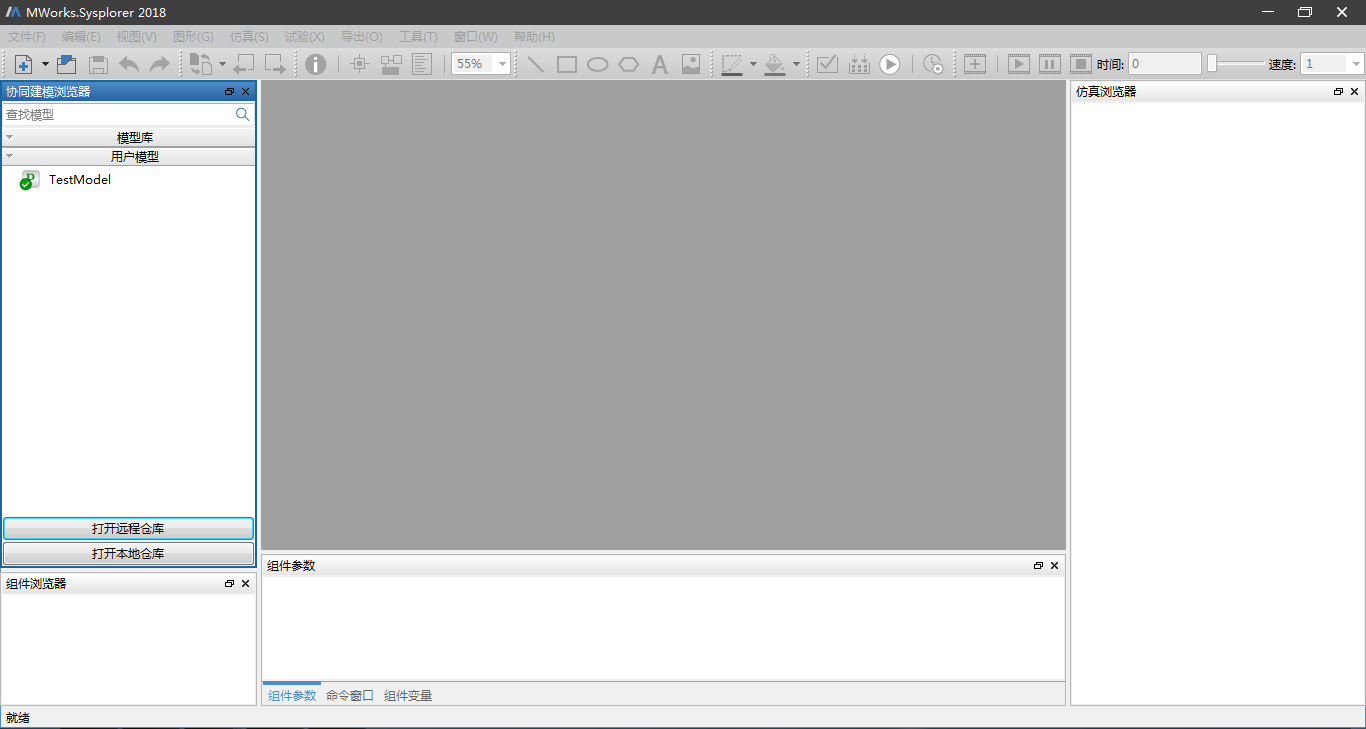 MWorks.Sysplorer 2018
文件(F) 编辑(E) 视图(V) 图形(G) 仿真(S) 试验(X) 导出(O) 工具(T) 窗口(W) 帮助(H)
55% 时间: 0 速度: 1
协同建模浏览器
查找模型
模型库
用户模型
TestModel
打开远程仓库
打开本地仓库
组件浏览器
组件参数
组件参数 命令窗口 组件变量
仿真浏览器
就绪